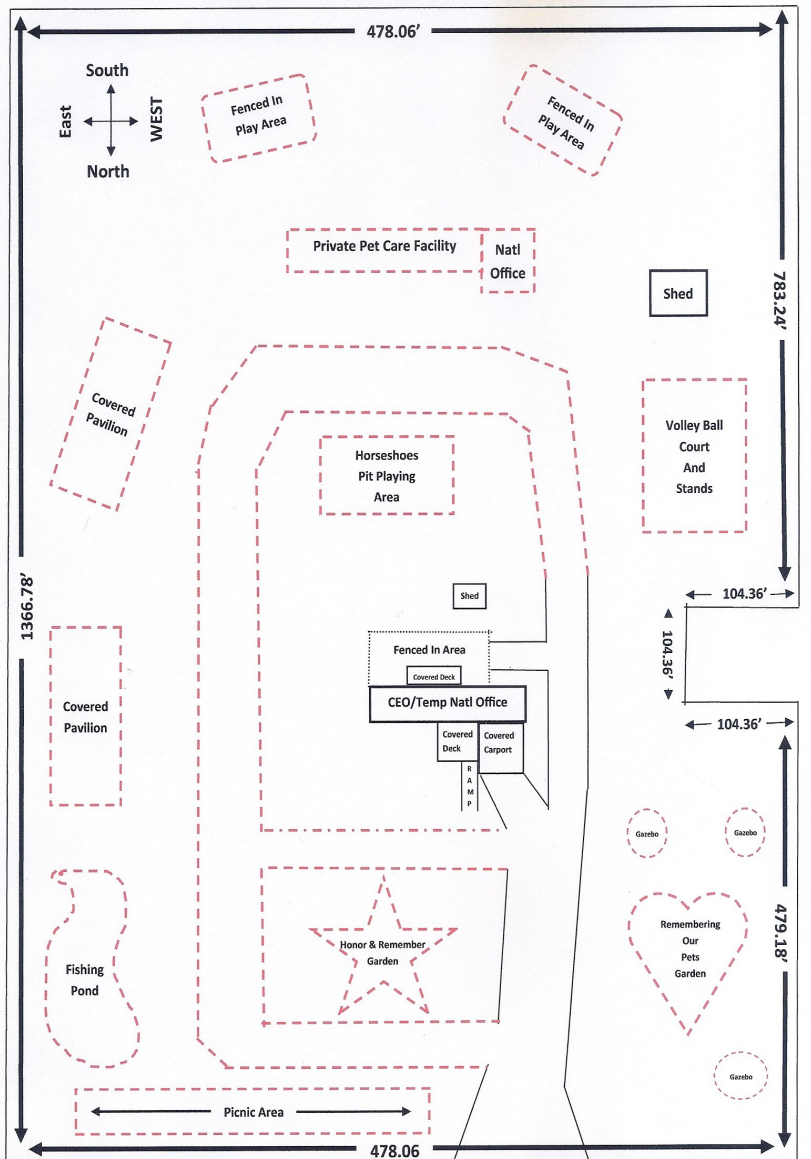 478.06’
South
East
WEST
North
Fenced In
Play Area
Fenced In
Play Area
Private Pet Care Facility
Natl
Office
Shed
783.24’
Covered
Pavilion
Horseshoes
Pit Playing
Area
Volley Ball
Court
And
Stands
1366.78’
Shed
104.36’
104.36’
104.36’
Fenced In Area
Covered Deck
CEO/Temp Natl Office
Covered
Deck
Covered
Carport
R
A
M
P
Covered
Pavilion
Gazebo
Gazebo
Honor & Remember
Garden
Remembering
Our
Pets
Garden
479.18’
Fishing
Pond
Gazebo
Picnic Area
478.06